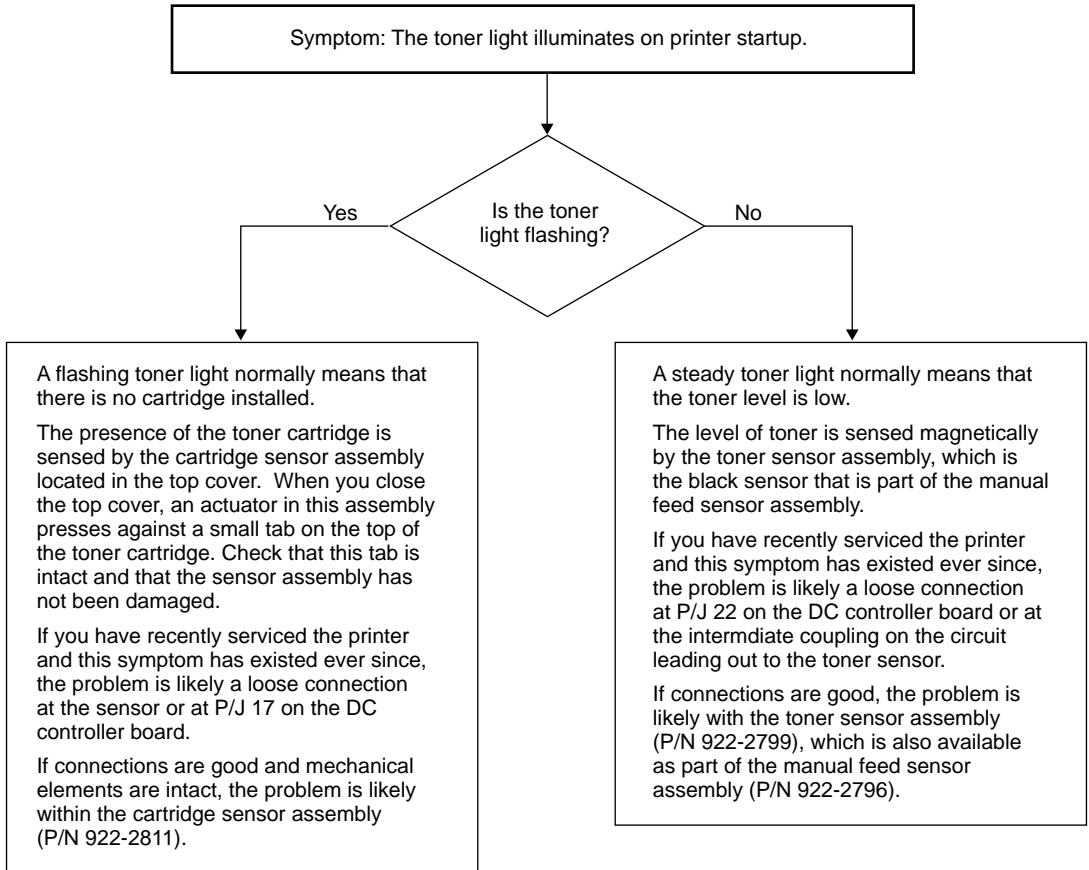 Symptom: The toner light illuminates on printer startup.
Is the toner
light flashing?
Yes
No
A flashing toner light normally means that
there is no cartridge installed.
The presence of the toner cartridge is
sensed by the cartridge sensor assembly
located in the top cover.  When you close
the top cover, an actuator in this assembly
presses against a small tab on the top of
the toner cartridge. Check that this tab is
intact and that the sensor assembly has
not been damaged.
If you have recently serviced the printer
and this symptom has existed ever since,
the problem is likely a loose connection
at the sensor or at P/J 17 on the DC
controller board.
If connections are good and mechanical
elements are intact, the problem is likely
within the cartridge sensor assembly
(P/N 922-2811).
A steady toner light normally means that
the toner level is low.
The level of toner is sensed magnetically
by the toner sensor assembly, which is
the black sensor that is part of the manual
feed sensor assembly.
If you have recently serviced the printer
and this symptom has existed ever since,
the problem is likely a loose connection
at P/J 22 on the DC controller board or at
the intermdiate coupling on the circuit
leading out to the toner sensor.
If connections are good, the problem is
likely with the toner sensor assembly
(P/N 922-2799), which is also available
as part of the manual feed sensor
assembly (P/N 922-2796).